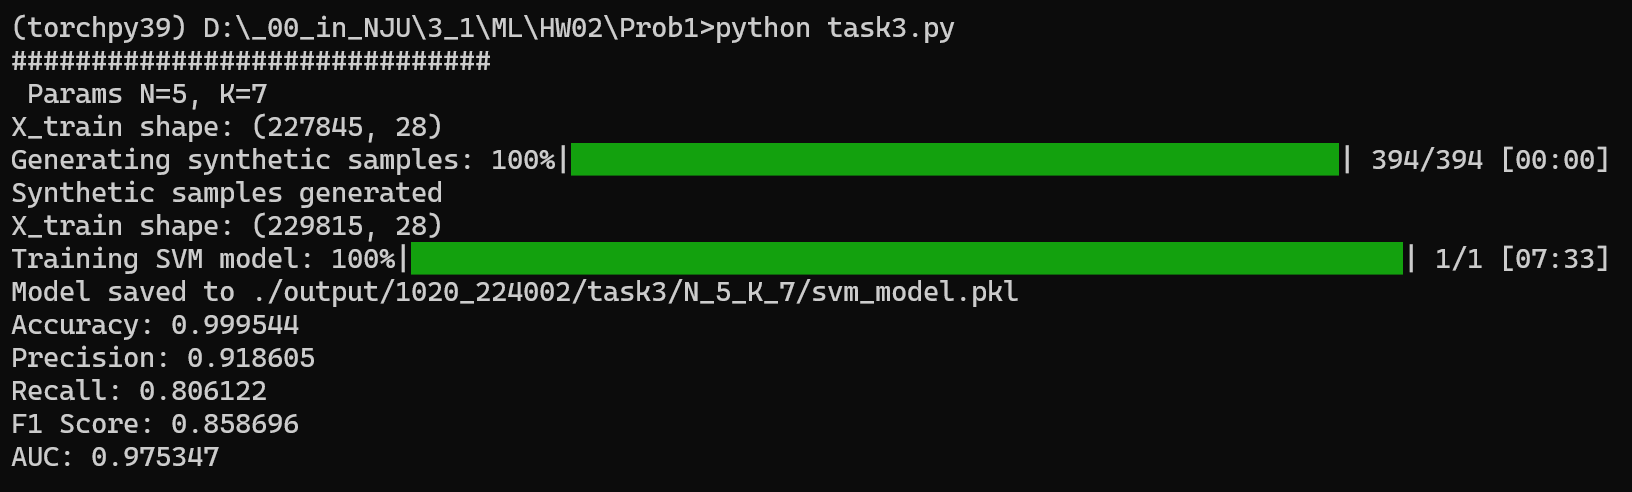 (torchpy39) D:\_00_in_NJU\3_1\ML\HW02\Prob1>python task3.py
##############################
 Params N=5, K=7
X_train shape: (227845, 28)
Generating synthetic samples: 100%|| 394/394 [00:00]
Synthetic samples generated
X_train shape: (229815, 28)
Training SVM model: 100%|| 1/1 [07:33]
Model saved to ./output/1020_224002/task3/N_5_K_7/svm_model.pkl
Accuracy: 0.999544
Precision: 0.918605
Recall: 0.806122
F1 Score: 0.858696
AUC: 0.975347